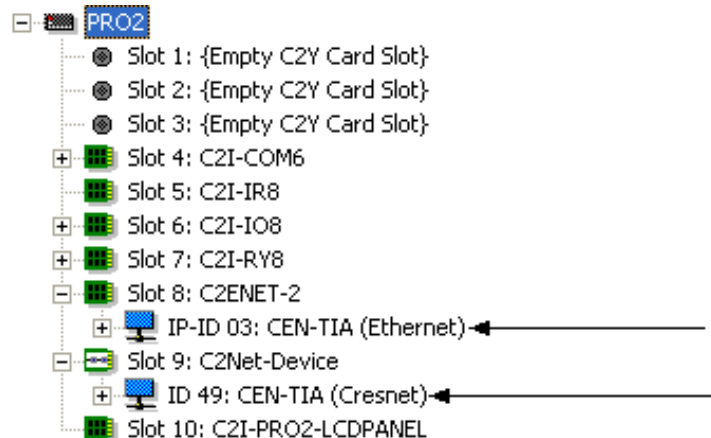 PRO2
Slot 1: {Empty C2Y Card Slot}
Slot 2: {Empty C2Y Card Slot}
Slot 3: {Empty C2Y Card Slot}
Slot 4: C2I-COM6
Slot 5: C2I-IR8
Slot 6: C2I-IO8
Slot 7: C2I-RY8
Slot 8: C2ENET-2
IP-ID 03: CEN-TIA (Ethernet)
Slot 9: C2Net-Device
ID 49: CEN-TIA (Cresnet)
Slot 10: C2I-PRO2-LCDPANEL